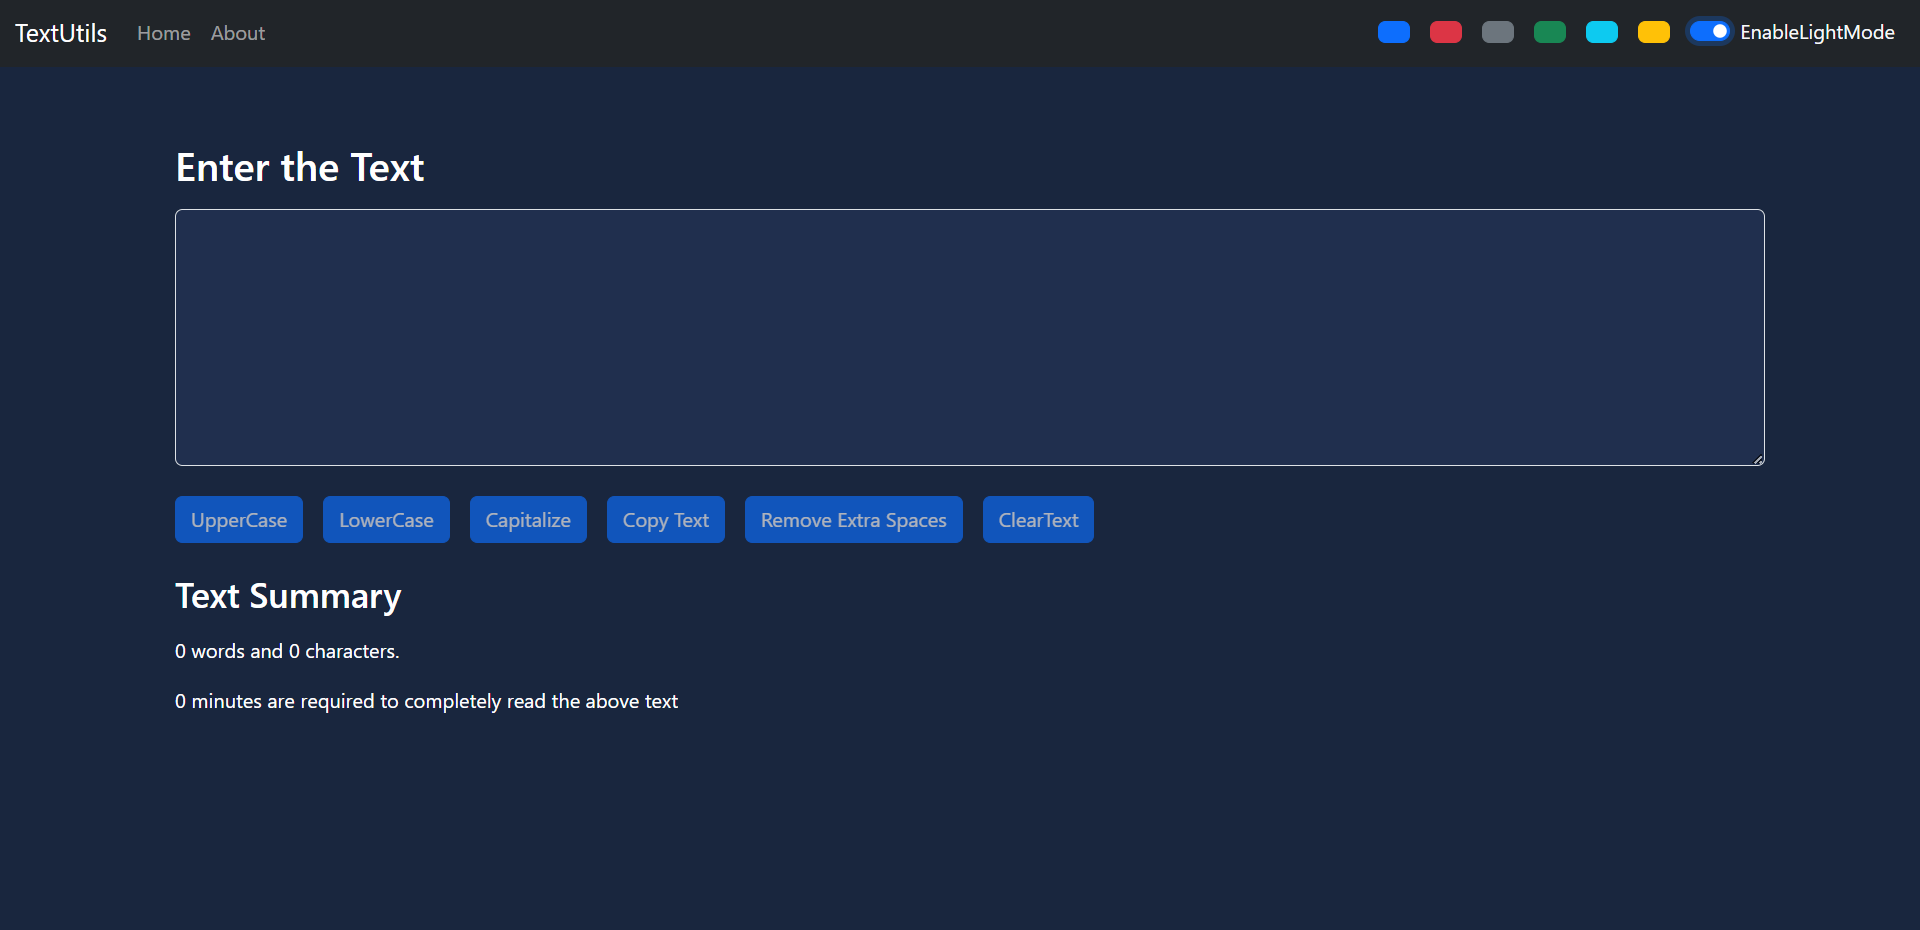 TextUtils Home About EnableLightMode
Enter the Text
UpperCase LowerCase Capitalize Copy Text Remove Extra Spaces ClearText
Text Summary
0 words and 0 characters.
0 minutes are required to completely read the above text